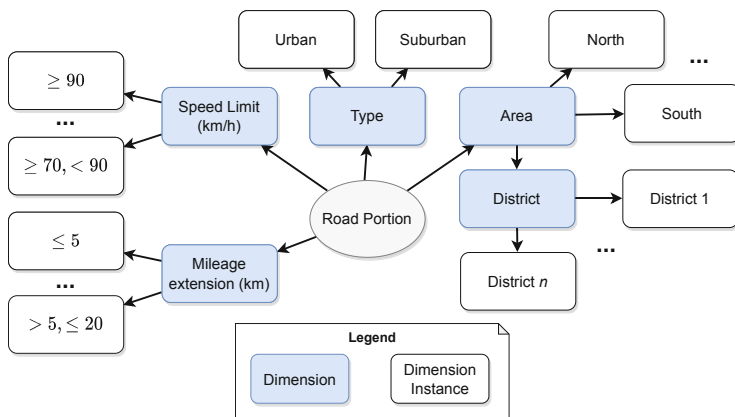 Urban
Suburban
North
...
≥ 90
...
≥ 70, < 90
Speed Limit
(km/h)
Type
Area
South
District
District 1
...
District n
Road Portion
≤ 5
...
> 5, ≤ 20
Mileage
extension (km)
Legend
Dimension
Dimension
Instance